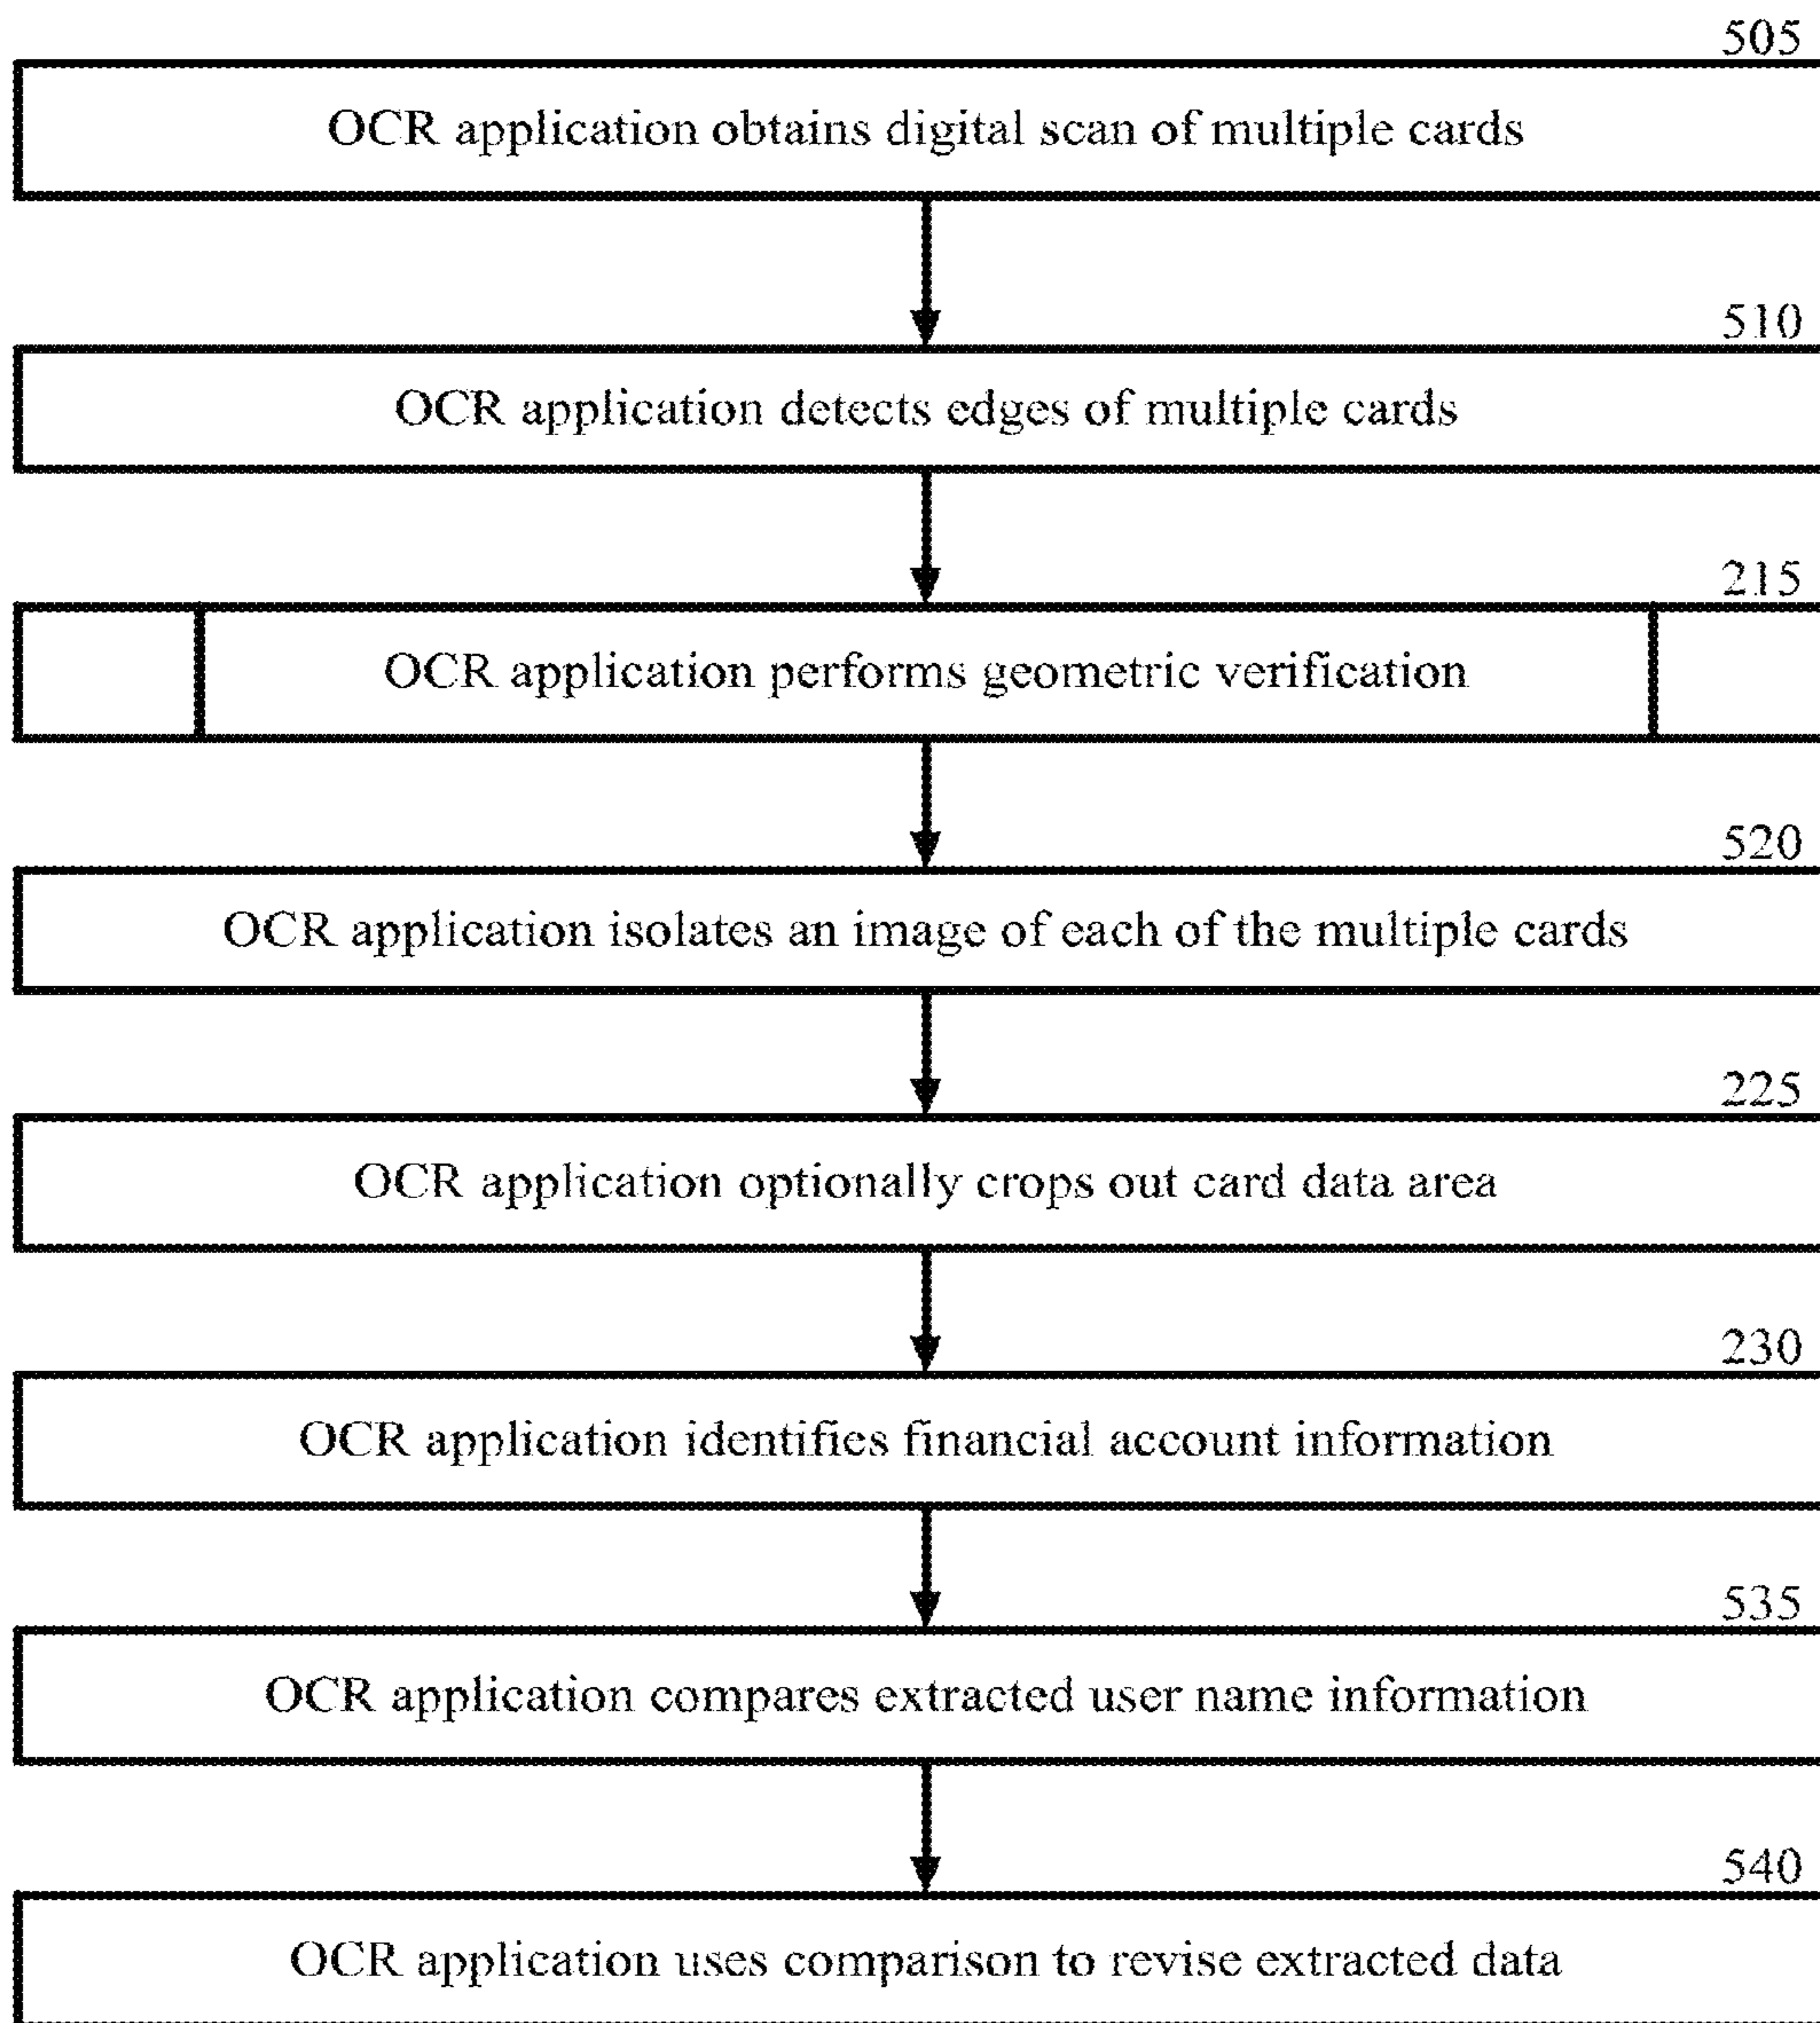 505
OCR application obtains digital scan of multiple cards
510
OCR application detects edges of multiple cards
215
OCR application performs geometric verification
520
OCR application isolates an image of each of the multiple cards
225
OCR application optionally crops out card data area
230
OCR application identifies financial account information
535
OCR application compares extracted user name information
540
OCR application uses comparison to revise extracted data